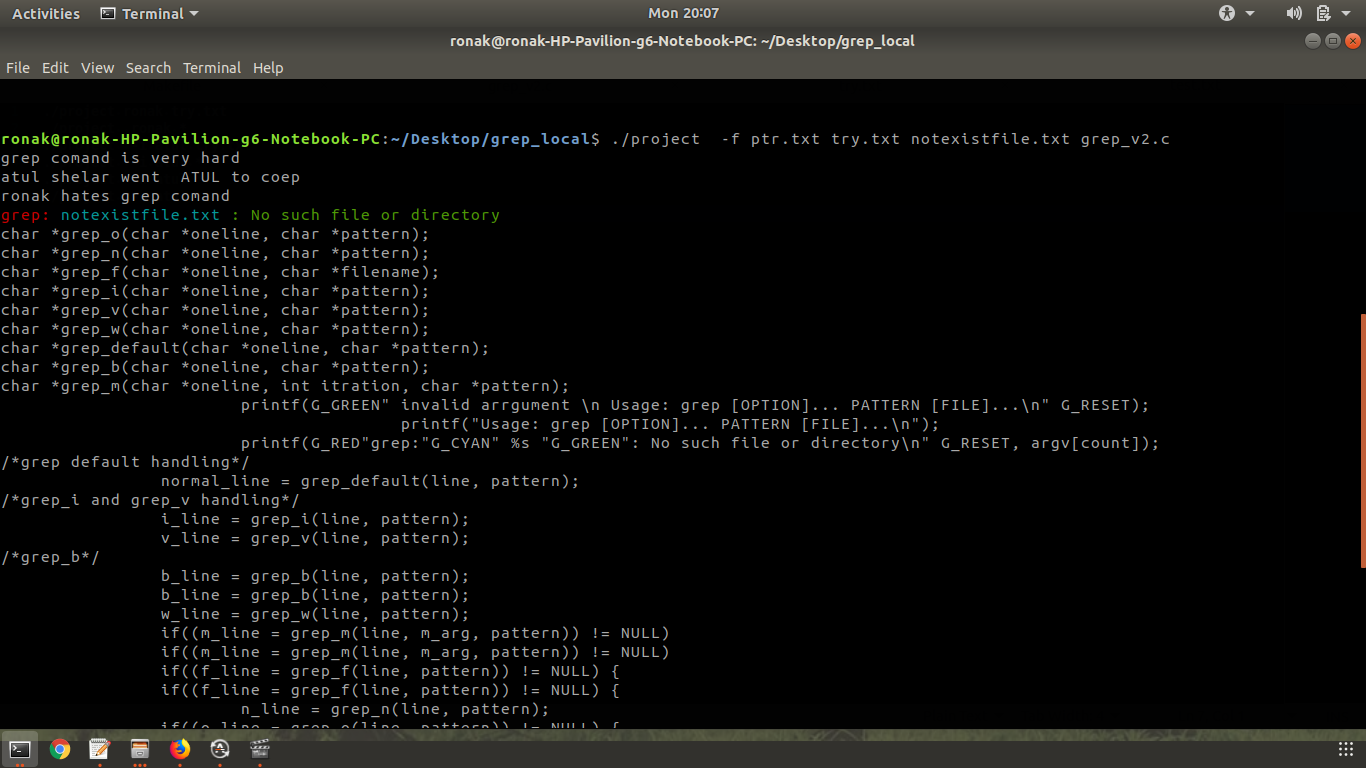 Activities Terminal Mon 20:07
ronak@ronak-HP-Pavilion-g6-Notebook-PC: ~/Desktop/grep_local
File Edit View Search Terminal Help
ronak@ronak-HP-Pavilion-g6-Notebook-PC:~/Desktop/grep_local$ ./project  -f ptr.txt try.txt notexistfile.txt grep_v2.c
grep comand is very hard
atul shelar went  ATUL to coep
ronak hates grep comand
grep: notexistfile.txt : No such file or directory
char *grep_o(char *oneline, char *pattern);
char *grep_n(char *oneline, char *pattern);
char *grep_f(char *oneline, char *filename);
char *grep_i(char *oneline, char *pattern);
char *grep_v(char *oneline, char *pattern);
char *grep_w(char *oneline, char *pattern);
char *grep_default(char *oneline, char *pattern);
char *grep_b(char *oneline, char *pattern);
char *grep_m(char *oneline, int itration, char *pattern);
printf(G_GREEN" invalid arrgument \n Usage: grep [OPTION]... PATTERN [FILE]...\n" G_RESET);
printf("Usage: grep [OPTION]... PATTERN [FILE]...\n");
printf(G_RED"grep:"G_CYAN" %s "G_GREEN": No such file or directory\n" G_RESET, argv[count]);
/*grep default handling*/
normal_line = grep_default(line, pattern);
/*grep_i and grep_v handling*/
i_line = grep_i(line, pattern);
v_line = grep_v(line, pattern);
/*grep_b*/
b_line = grep_b(line, pattern);
b_line = grep_b(line, pattern);
w_line = grep_w(line, pattern);
if((m_line = grep_m(line, m_arg, pattern)) != NULL)
if((m_line = grep_m(line, m_arg, pattern)) != NULL)
if((f_line = grep_f(line, pattern)) != NULL) {
if((f_line = grep_f(line, pattern)) != NULL) {
n_line = grep_n(line, pattern);
if((o_line = grep_o(line, pattern)) != NULL) {